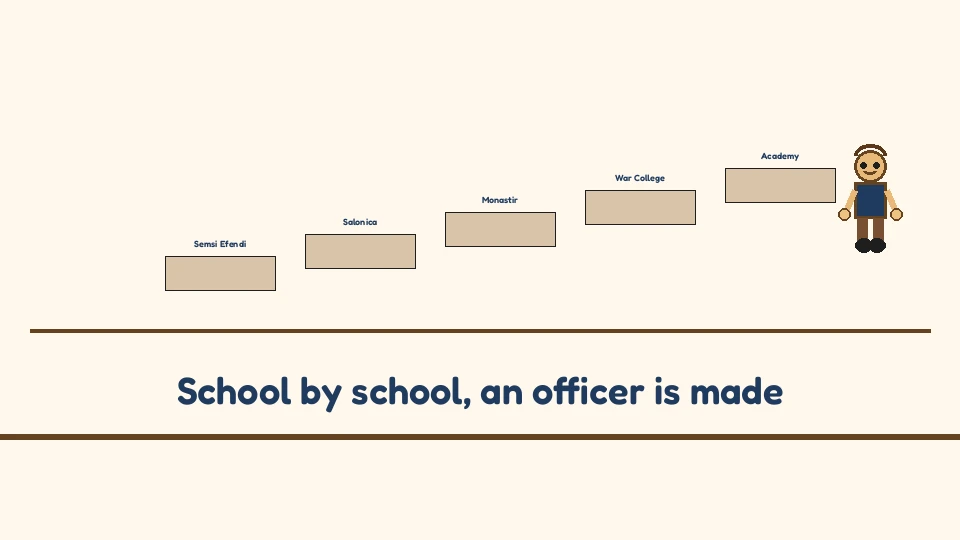 Academy
War College
Monastir
Salonica
Semsi Efendi
School by school, an officer is made